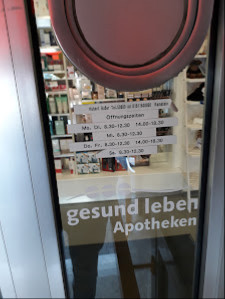 Öffnungszeiten
Mo, Di, 8.30-12.30 14.00-18.30
Mi, 8.30-12.30
Do, Fr, 8.30-12.30 14.00-18.30
Sa, 8.30-12.30
gesund leben
Apotheken